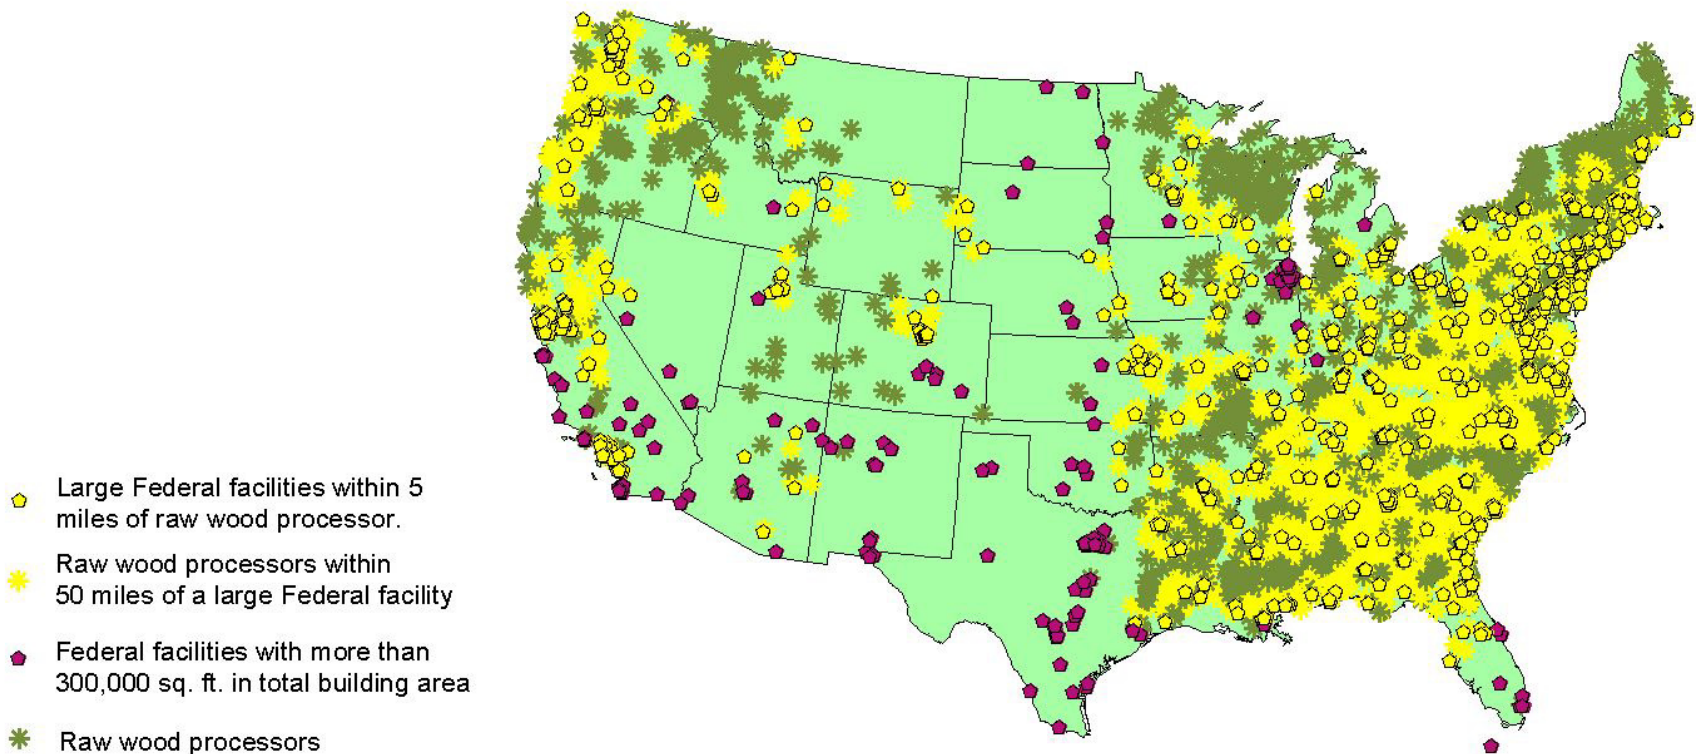 Large Federal facilities within 5
miles of raw wood processor.
Raw wood processors within
50 miles of a large Federal facility
Federal facilities with more than
300,000 sq. ft. in total building area
Raw wood processors